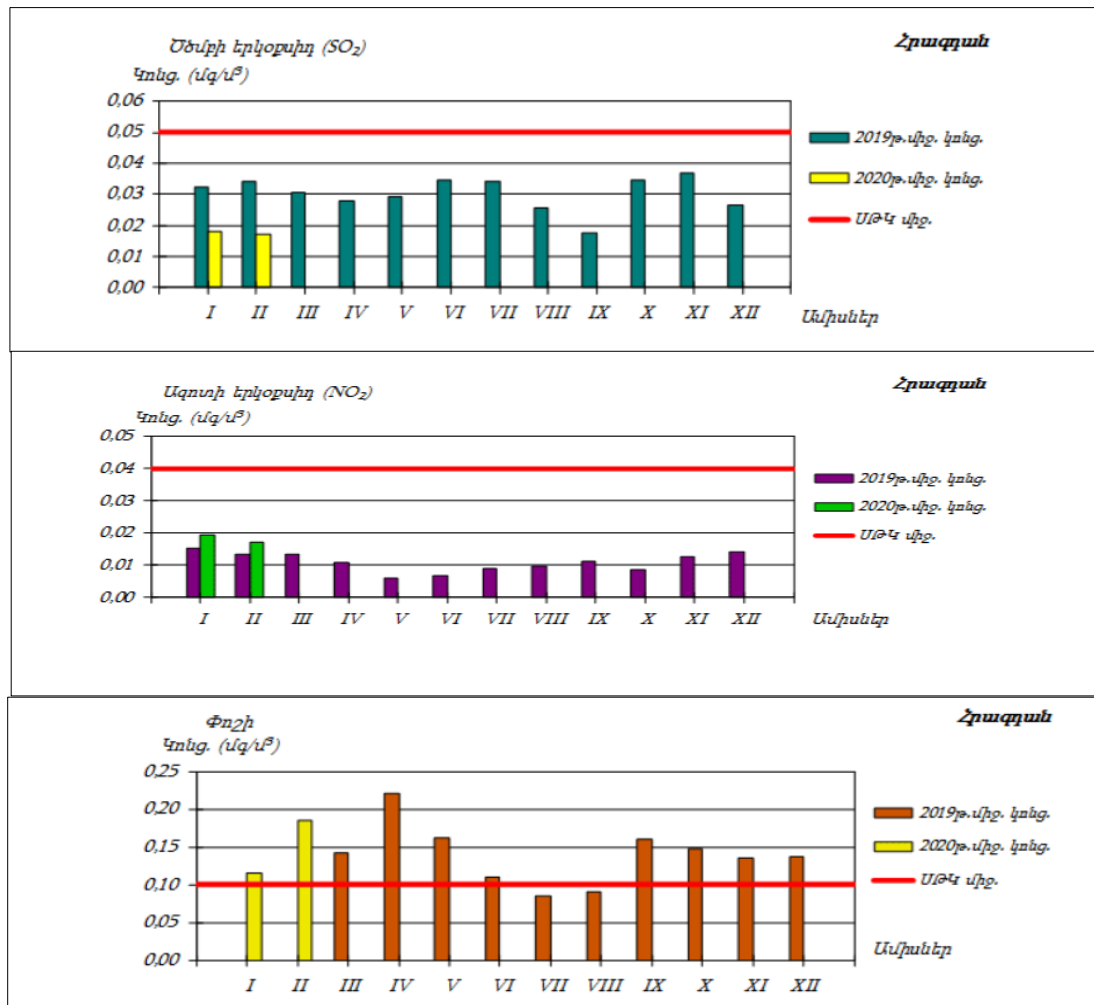 Ծծմբի երկօքսիդ (SO₂)
Հրազդան
Կոնց. (մգ/մ³)
0,06
0,05
0,04
0,03
0,02
0,01
0,00
2019թ.միջ. կոնց.
2020թ.միջ. կոնց.
ՍԹԿ միջ.
I II III IV V VI VII VIII IX X XI XII
Ամիսներ
Ազոտի երկօքսիդ (NO₂)
Հրազդան
Կոնց. (մգ/մ³)
0,05
0,04
0,03
0,02
0,01
0,00
2019թ.միջ. կոնց.
2020թ.միջ. կոնց.
ՍԹԿ միջ.
I II III IV V VI VII VIII IX X XI XII
Ամիսներ
Փոշի
Հրազդան
Կոնց. (մգ/մ³)
0,25
0,20
0,15
0,10
0,05
0,00
2019թ.միջ. կոնց.
2020թ.միջ. կոնց.
ՍԹԿ միջ.
I II III IV V VI VII VIII IX X XI XII
Ամիսներ